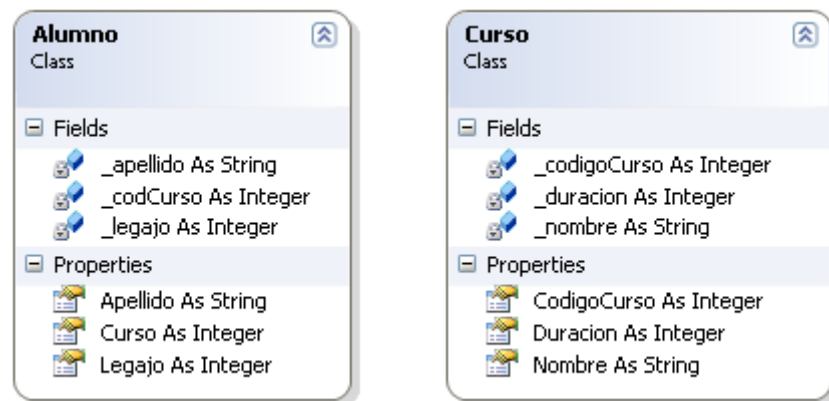 Alumno
Class
Fields
_apellido As String
_codCurso As Integer
_legajo As Integer
Properties
Apellido As String
Curso As Integer
Legajo As Integer
Curso
Class
Fields
_codigoCurso As Integer
_duracion As Integer
_nombre As String
Properties
CodigoCurso As Integer
Duracion As Integer
Nombre As String